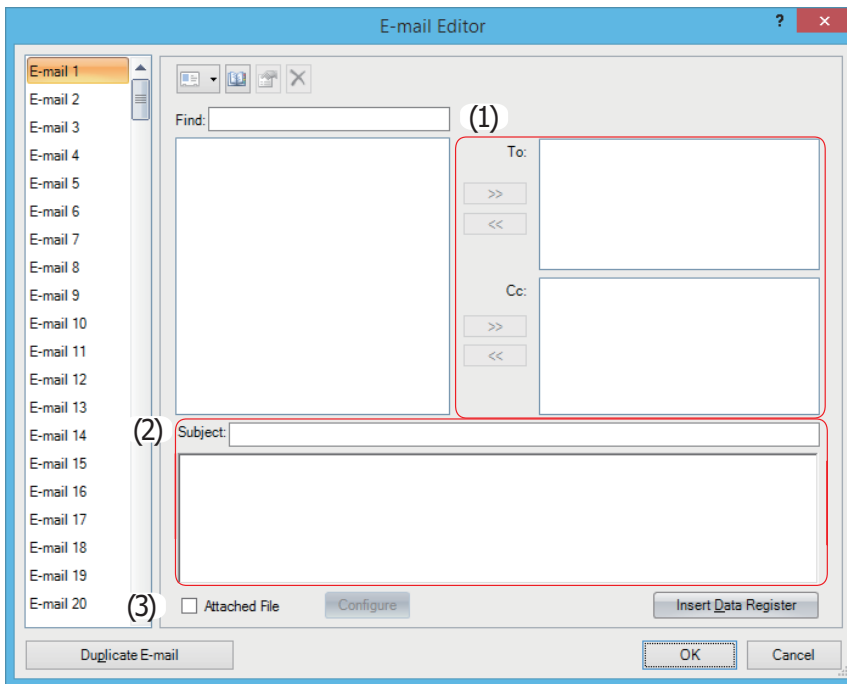 E-mail Editor
?
×
E-mail 1
E-mail 2
E-mail 3
E-mail 4
E-mail 5
E-mail 6
E-mail 7
E-mail 8
E-mail 9
E-mail 10
E-mail 11
E-mail 12
E-mail 13
E-mail 14
E-mail 15
E-mail 16
E-mail 17
E-mail 18
E-mail 19
E-mail 20
Find:
(1)
To:
>>
<<
Cc:
>>
<<
(2)
Subject:
(3)
Attached File
Configure
Insert Data Register
Duplicate E-mail
OK
Cancel